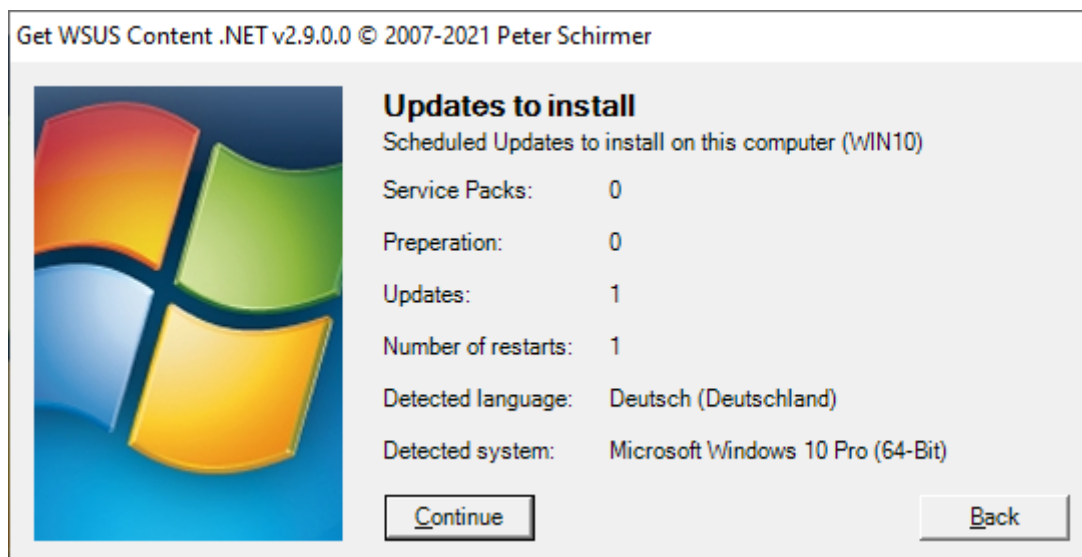 Get WSUS Content .NET v2.9.0.0 © 2007-2021 Peter Schirmer
Updates to install
Scheduled Updates to install on this computer (WIN10)
Service Packs: 0
Preperation: 0
Updates: 1
Number of restarts: 1
Detected language: Deutsch (Deutschland)
Detected system: Microsoft Windows 10 Pro (64-Bit)
Continue Back